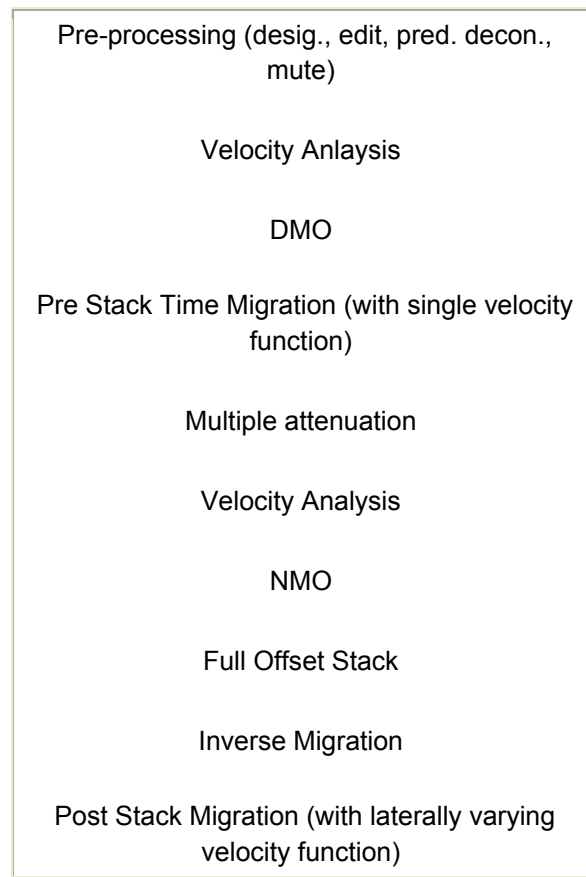 Pre-processing (desig., edit, pred. decon.,
mute)
Velocity Anlaysis
DMO
Pre Stack Time Migration (with single velocity
function)
Multiple attenuation
Velocity Analysis
NMO
Full Offset Stack
Inverse Migration
Post Stack Migration (with laterally varying
velocity function)